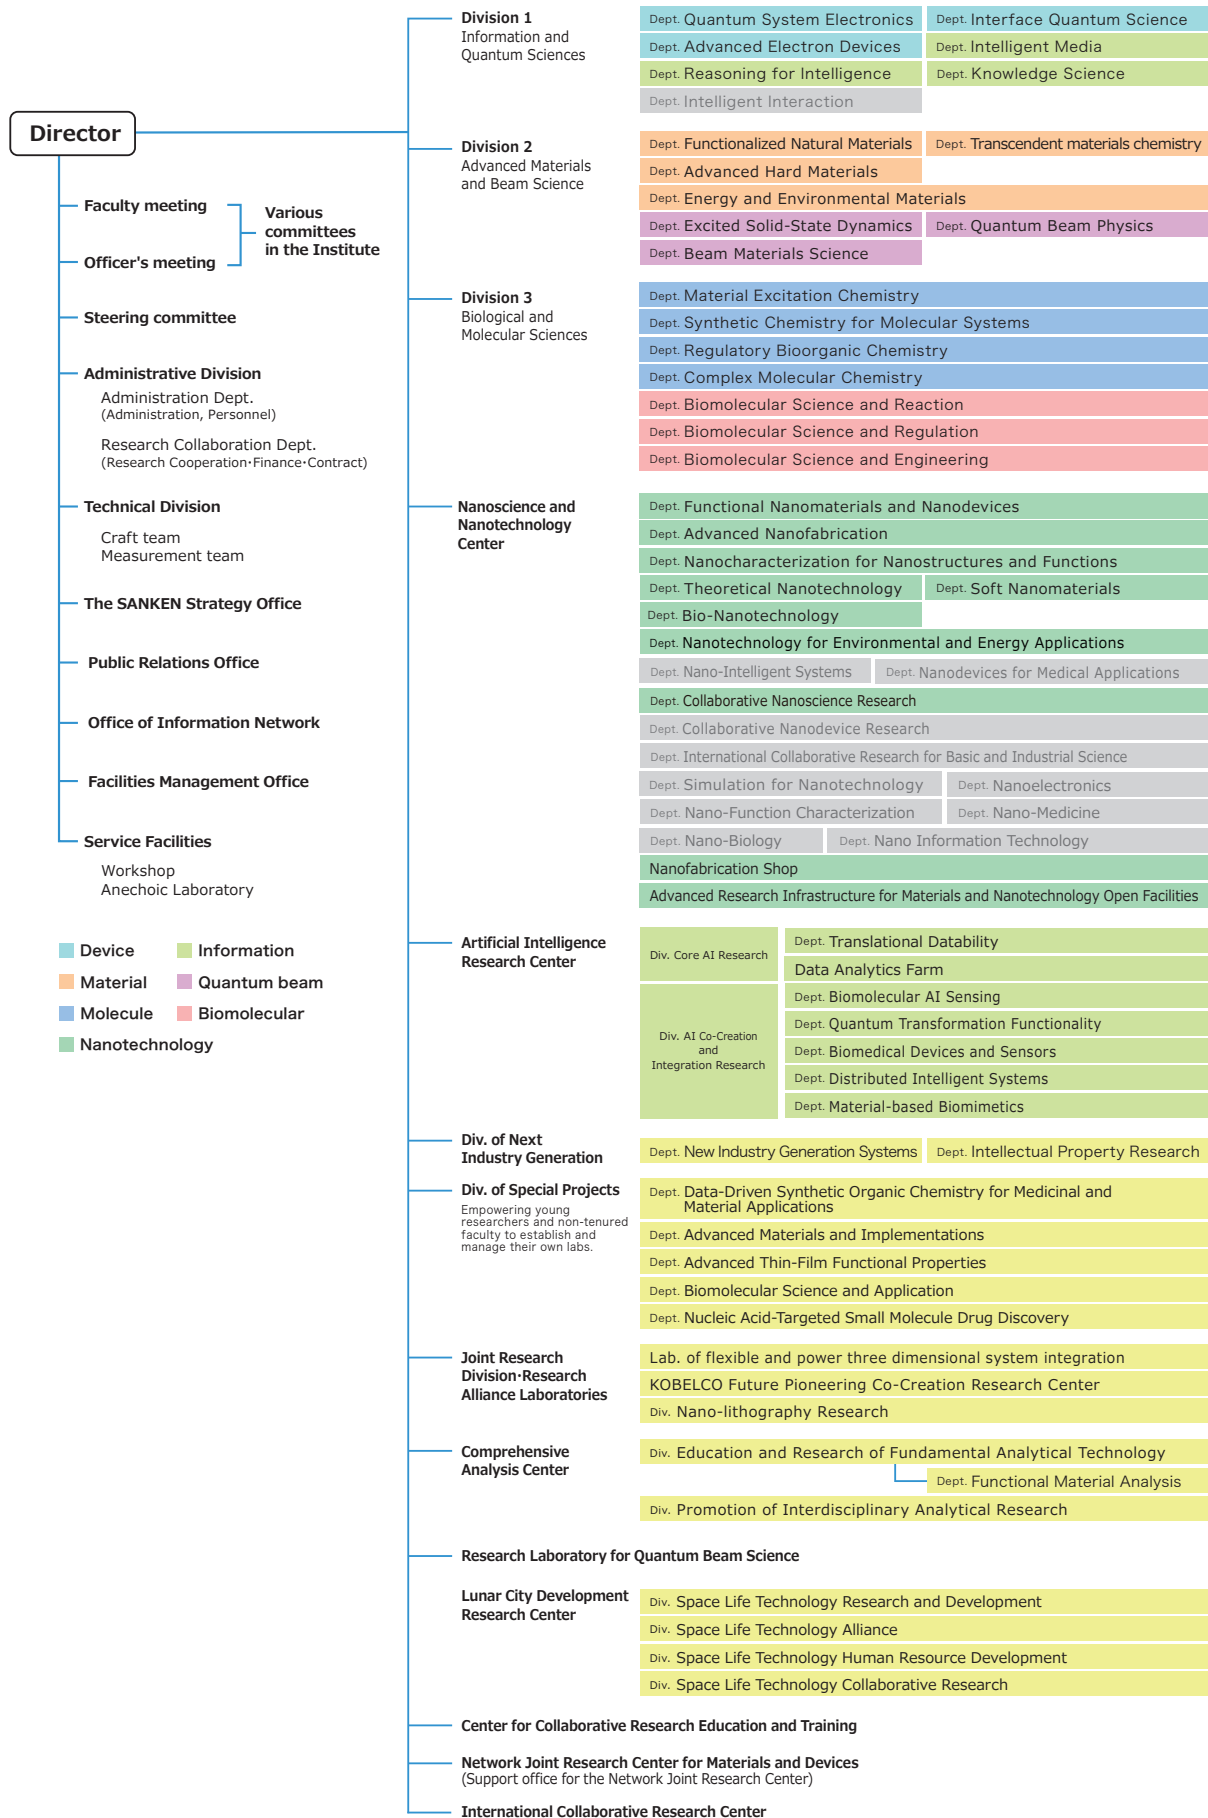 Director
Faculty meeting
Officer's meeting
Various
committees
in the Institute
Steering committee
Administrative Division
Administration Dept.
(Administration, Personnel)
Research Collaboration Dept.
(Research Cooperation･Finance･Contract)
Technical Division
Craft team
Measurement team
The SANKEN Strategy Office
Public Relations Office
Office of Information Network
Facilities Management Office
Service Facilities
Workshop
Anechoic Laboratory
Device
Information
Material
Quantum beam
Molecule
Biomolecular
Nanotechnology
Division 1
Information and
Quantum Sciences
Dept. Quantum System Electronics
Dept. Interface Quantum Science
Dept. Advanced Electron Devices
Dept. Intelligent Media
Dept. Reasoning for Intelligence
Dept. Knowledge Science
Dept. Intelligent Interaction
Division 2
Advanced Materials
and Beam Science
Dept. Functionalized Natural Materials
Dept. Transcendent materials chemistry
Dept. Advanced Hard Materials
Dept. Energy and Environmental Materials
Dept. Excited Solid-State Dynamics
Dept. Quantum Beam Physics
Dept. Beam Materials Science
Division 3
Biological and
Molecular Sciences
Dept. Material Excitation Chemistry
Dept. Synthetic Chemistry for Molecular Systems
Dept. Regulatory Bioorganic Chemistry
Dept. Complex Molecular Chemistry
Dept. Biomolecular Science and Reaction
Dept. Biomolecular Science and Regulation
Dept. Biomolecular Science and Engineering
Nanoscience and
Nanotechnology
Center
Dept. Functional Nanomaterials and Nanodevices
Dept. Advanced Nanofabrication
Dept. Nanocharacterization for Nanostructures and Functions
Dept. Theoretical Nanotechnology
Dept. Soft Nanomaterials
Dept. Bio-Nanotechnology
Dept. Nanotechnology for Environmental and Energy Applications
Dept. Nano-Intelligent Systems
Dept. Nanodevices for Medical Applications
Dept. Collaborative Nanoscience Research
Dept. Collaborative Nanodevice Research
Dept. International Collaborative Research for Basic and Industrial Science
Dept. Simulation for Nanotechnology
Dept. Nanoelectronics
Dept. Nano-Function Characterization
Dept. Nano-Medicine
Dept. Nano-Biology
Dept. Nano Information Technology
Nanofabrication Shop
Advanced Research Infrastructure for Materials and Nanotechnology Open Facilities
Artificial Intelligence
Research Center
Div. Core AI Research
Dept. Translational Datability
Data Analytics Farm
Div. AI Co-Creation
and
Integration Research
Dept. Biomolecular AI Sensing
Dept. Quantum Transformation Functionality
Dept. Biomedical Devices and Sensors
Dept. Distributed Intelligent Systems
Dept. Material-based Biomimetics
Div. of Next
Industry Generation
Dept. New Industry Generation Systems
Dept. Intellectual Property Research
Div. of Special Projects
Empowering young
researchers and non-tenured
faculty to establish and
manage their own labs.
Dept. Data-Driven Synthetic Organic Chemistry for Medicinal and
Material Applications
Dept. Advanced Materials and Implementations
Dept. Advanced Thin-Film Functional Properties
Dept. Biomolecular Science and Application
Dept. Nucleic Acid-Targeted Small Molecule Drug Discovery
Joint Research
Division･Research
Alliance Laboratories
Lab. of flexible and power three dimensional system integration
KOBELCO Future Pioneering Co-Creation Research Center
Div. Nano-lithography Research
Comprehensive
Analysis Center
Div. Education and Research of Fundamental Analytical Technology
Dept. Functional Material Analysis
Div. Promotion of Interdisciplinary Analytical Research
Research Laboratory for Quantum Beam Science
Lunar City Development
Research Center
Div. Space Life Technology Research and Development
Div. Space Life Technology Alliance
Div. Space Life Technology Human Resource Development
Div. Space Life Technology Collaborative Research
Center for Collaborative Research Education and Training
Network Joint Research Center for Materials and Devices
(Support office for the Network Joint Research Center)
International Collaborative Research Center